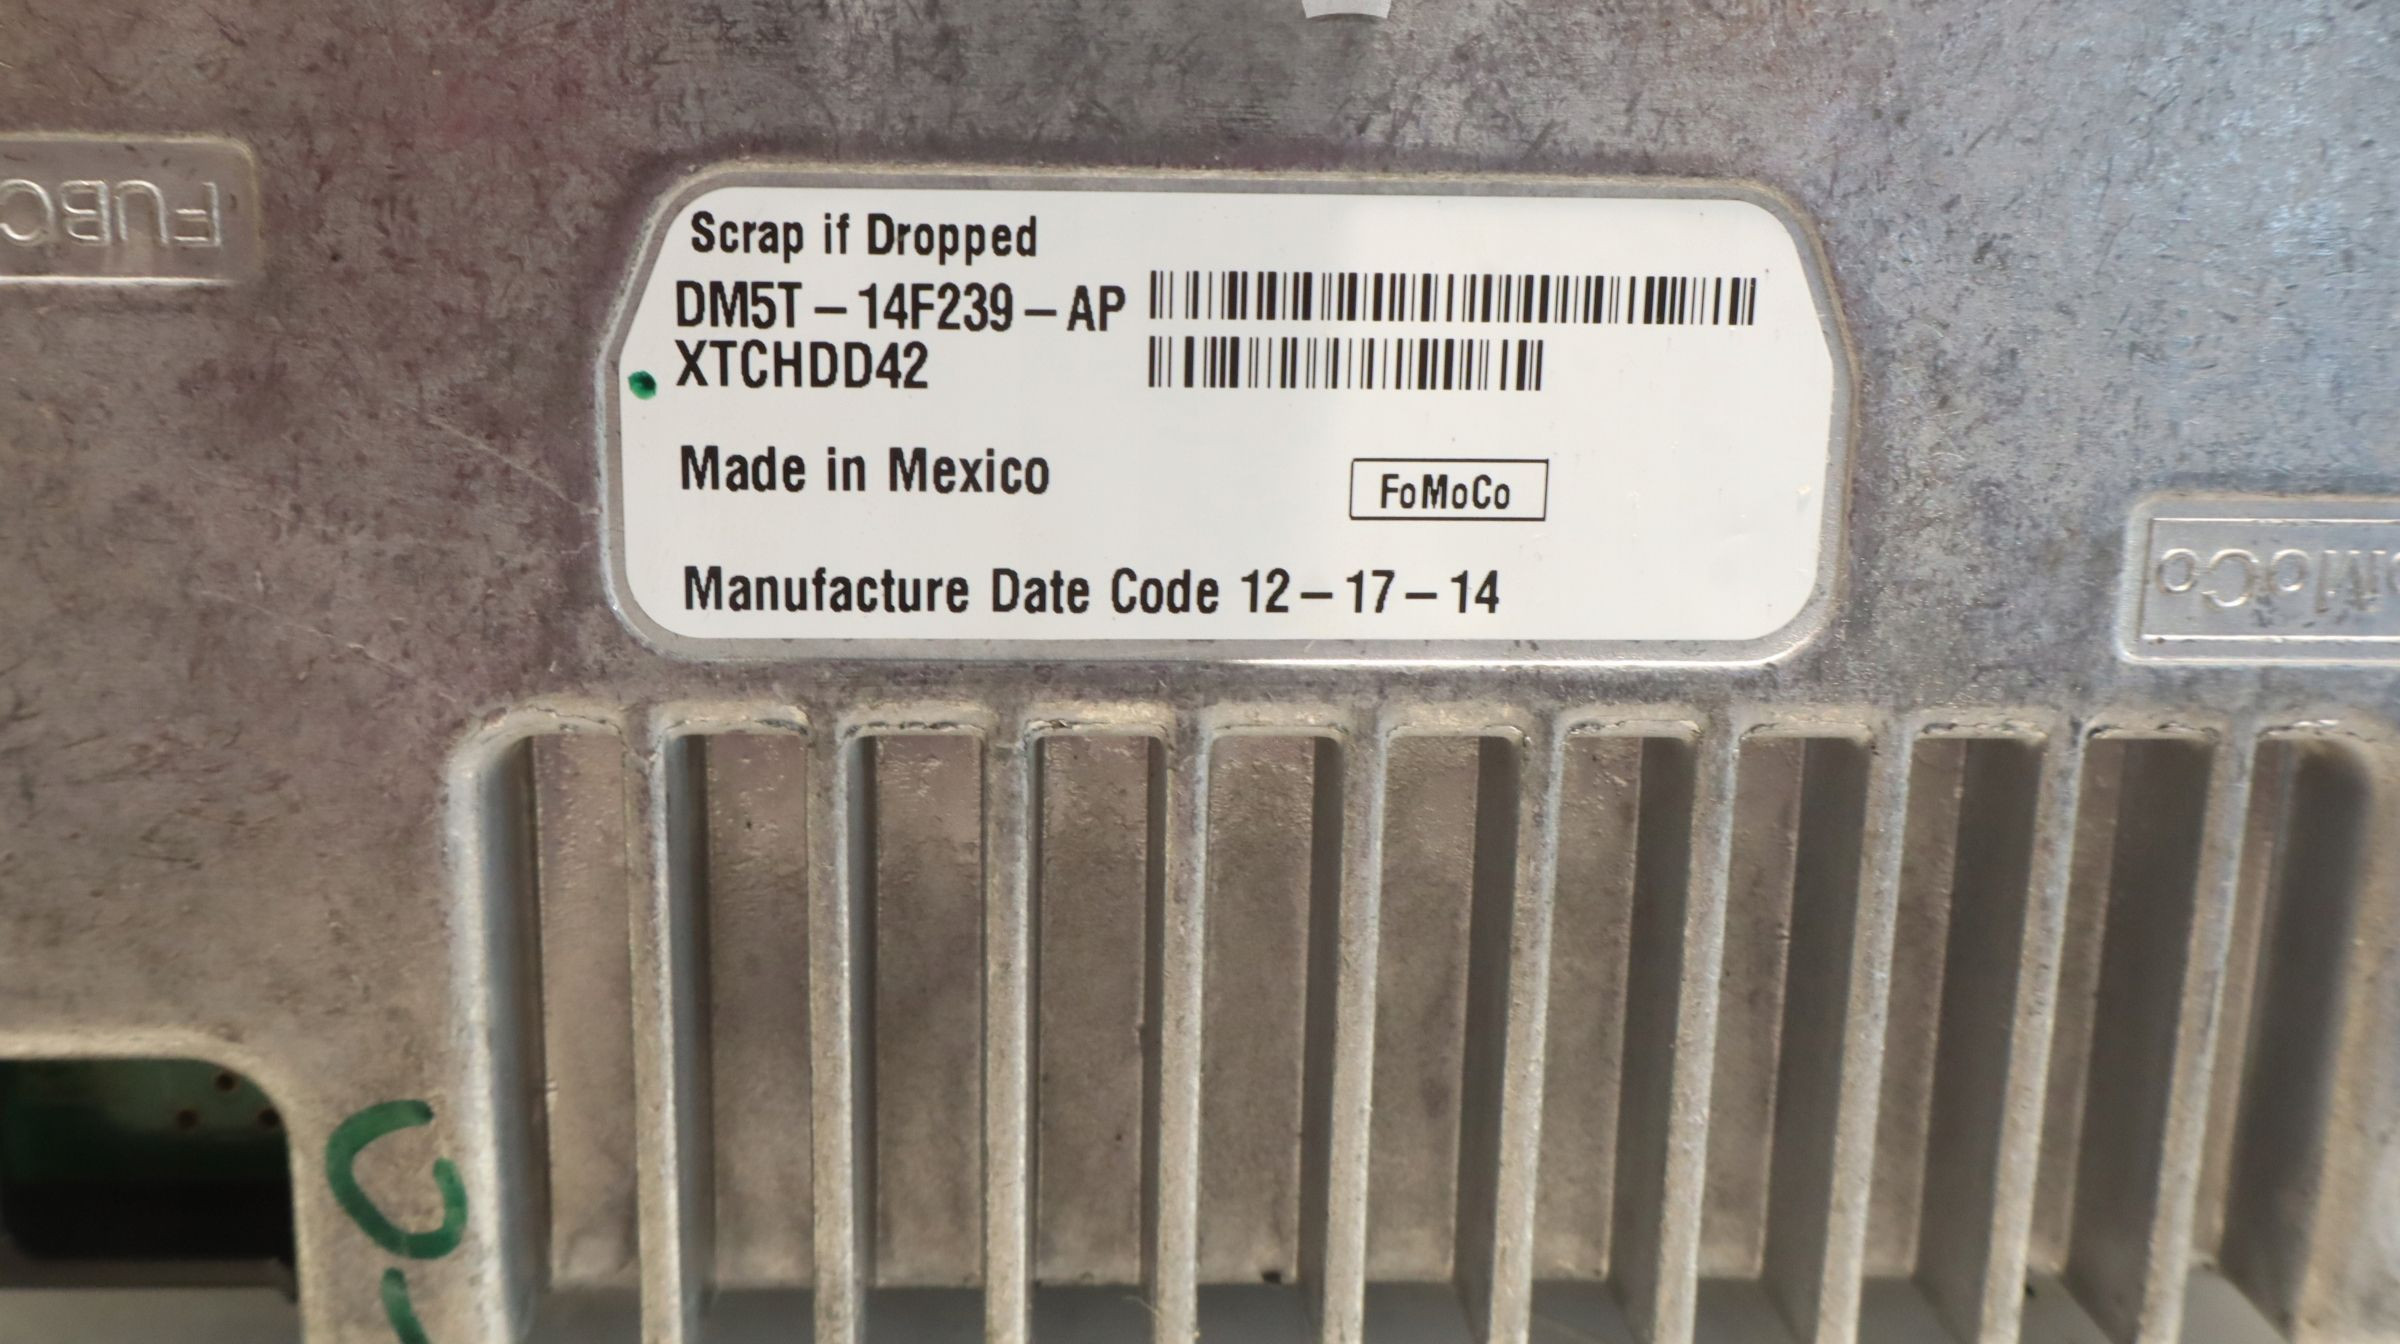 Scrap if Dropped
DM5T-14F239-AP
XTCHDD42
Made in Mexico
FoMoCo
Manufacture Date Code 12-17-14